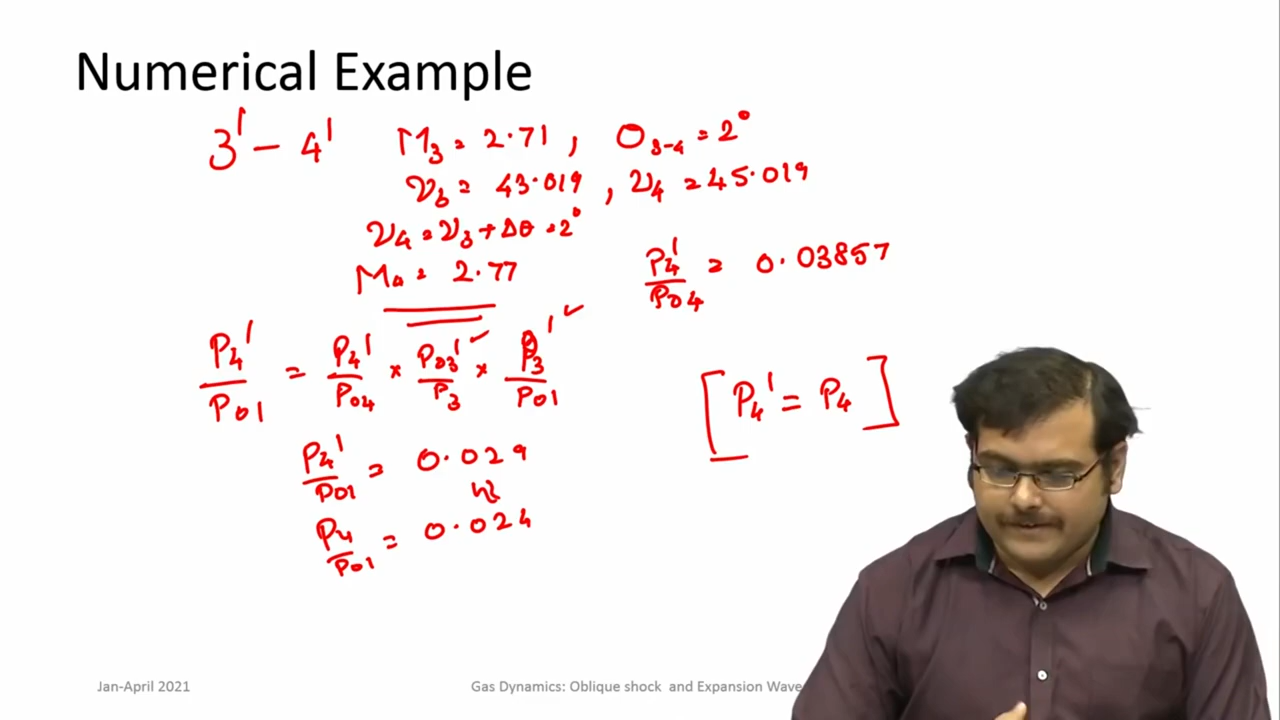 Numerical Example
3' - 4' M3 = 2.71 , θ3-4 = 2°
ν3 = 43.019 , ν4 = 45.019
ν4 = ν3 + Δθ = 2°
M4 = 2.77
P4'/P04 = 0.03857
P4'/P01 = P4'/P04 × P03'/P3 × P3'/P01
[P4' = P4]
P4'/P01 = 0.029
P4/P01 = 0.024
Jan-April 2021 Gas Dynamics: Oblique shock and Expansion Wave